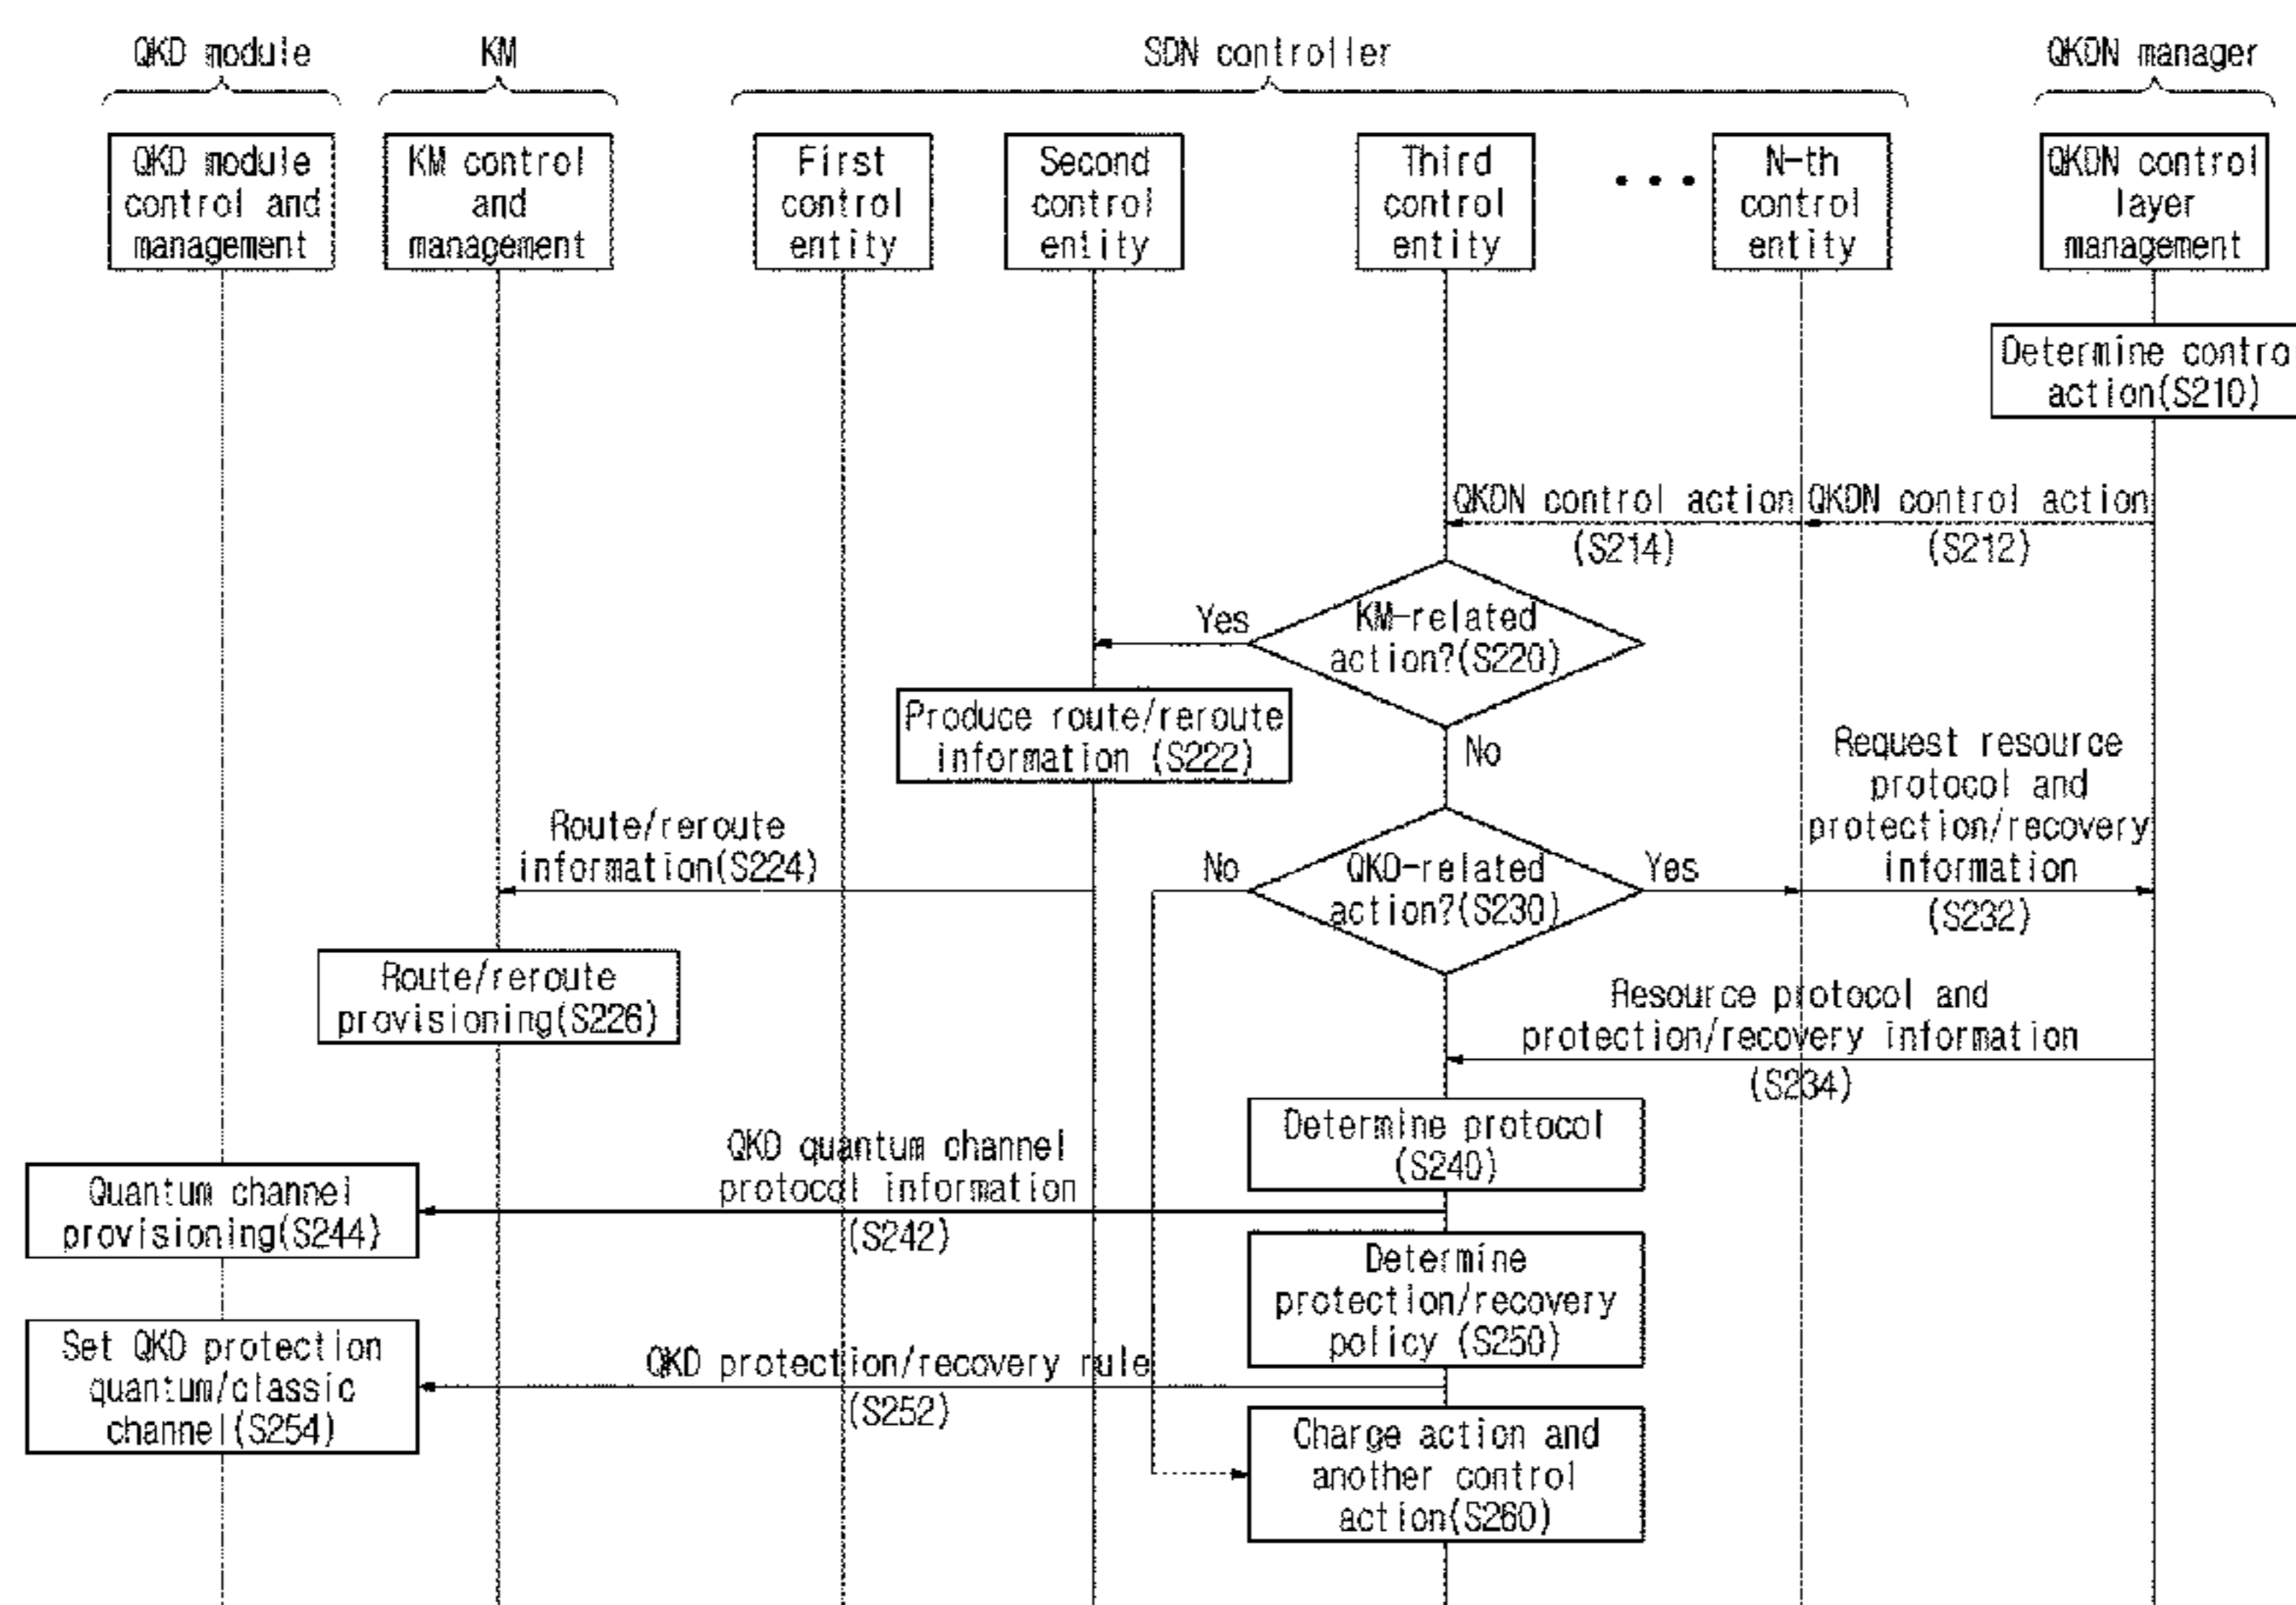 QKD module
KM
SDN controller
QKDN manager
QKD module
control and
management
KM control
and
management
First
control
entity
Second
control
entity
Third
control
entity
• • •
N-th
control
entity
QKDN control
layer
management
Determine contro
action(S210)
QKDN control action
(S214)
QKDN control action
(S212)
KM-related
action?(S220)
Yes
No
Produce route/reroute
information (S222)
Route/reroute
information(S224)
Route/reroute
provisioning(S226)
QKD-related
action?(S230)
No
Yes
Request resource
protocol and
protection/recovery
information
(S232)
Resource protocol and
protection/recovery information
(S234)
Determine protocol
(S240)
QKD quantum channel
protocol information
(S242)
Quantum channel
provisioning(S244)
Determine
protection/recovery
policy (S250)
QKD protection/recovery rule
(S252)
Set QKD protection
quantum/classic
channel(S254)
Charge action and
another control
action(S260)